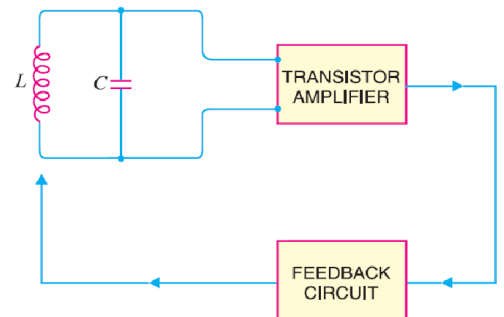 L
C
TRANSISTOR
AMPLIFIER
FEEDBACK
CIRCUIT